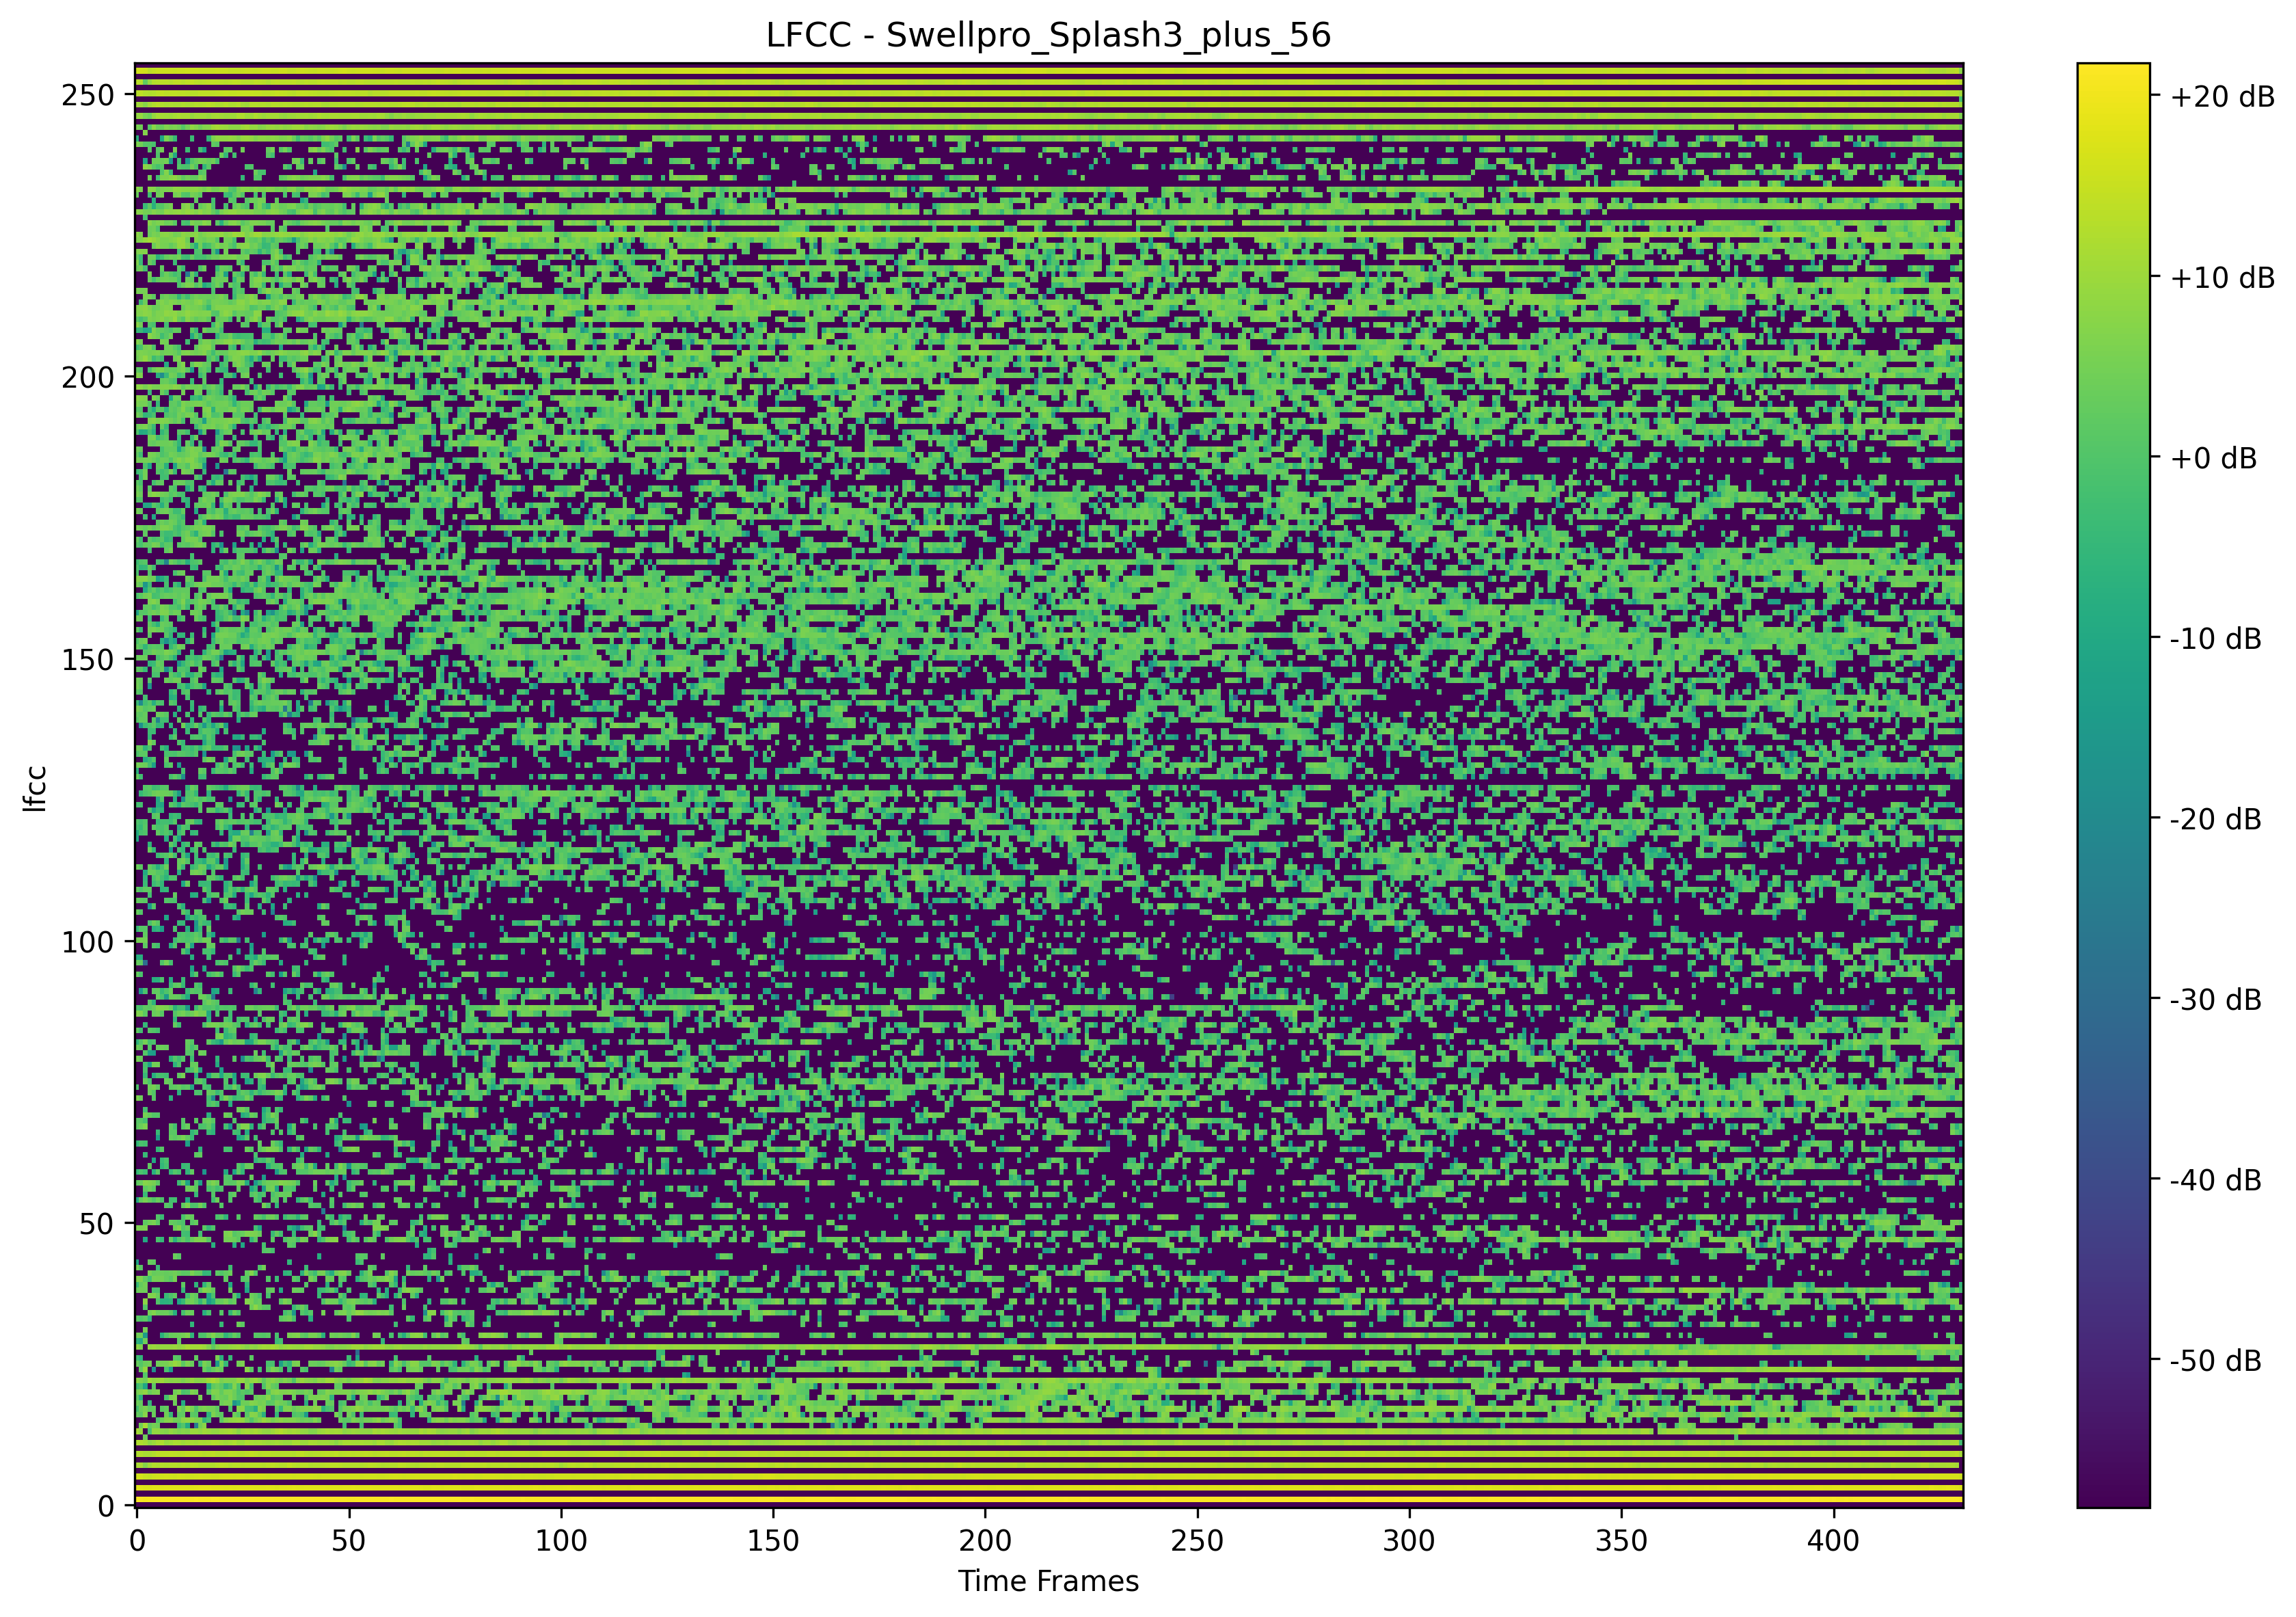 LFCC - Swellpro_Splash3_plus_56
250
200
150
100
50
0
lfcc
0 50 100 150 200 250 300 350 400
Time Frames
+20 dB
+10 dB
+0 dB
-10 dB
-20 dB
-30 dB
-40 dB
-50 dB